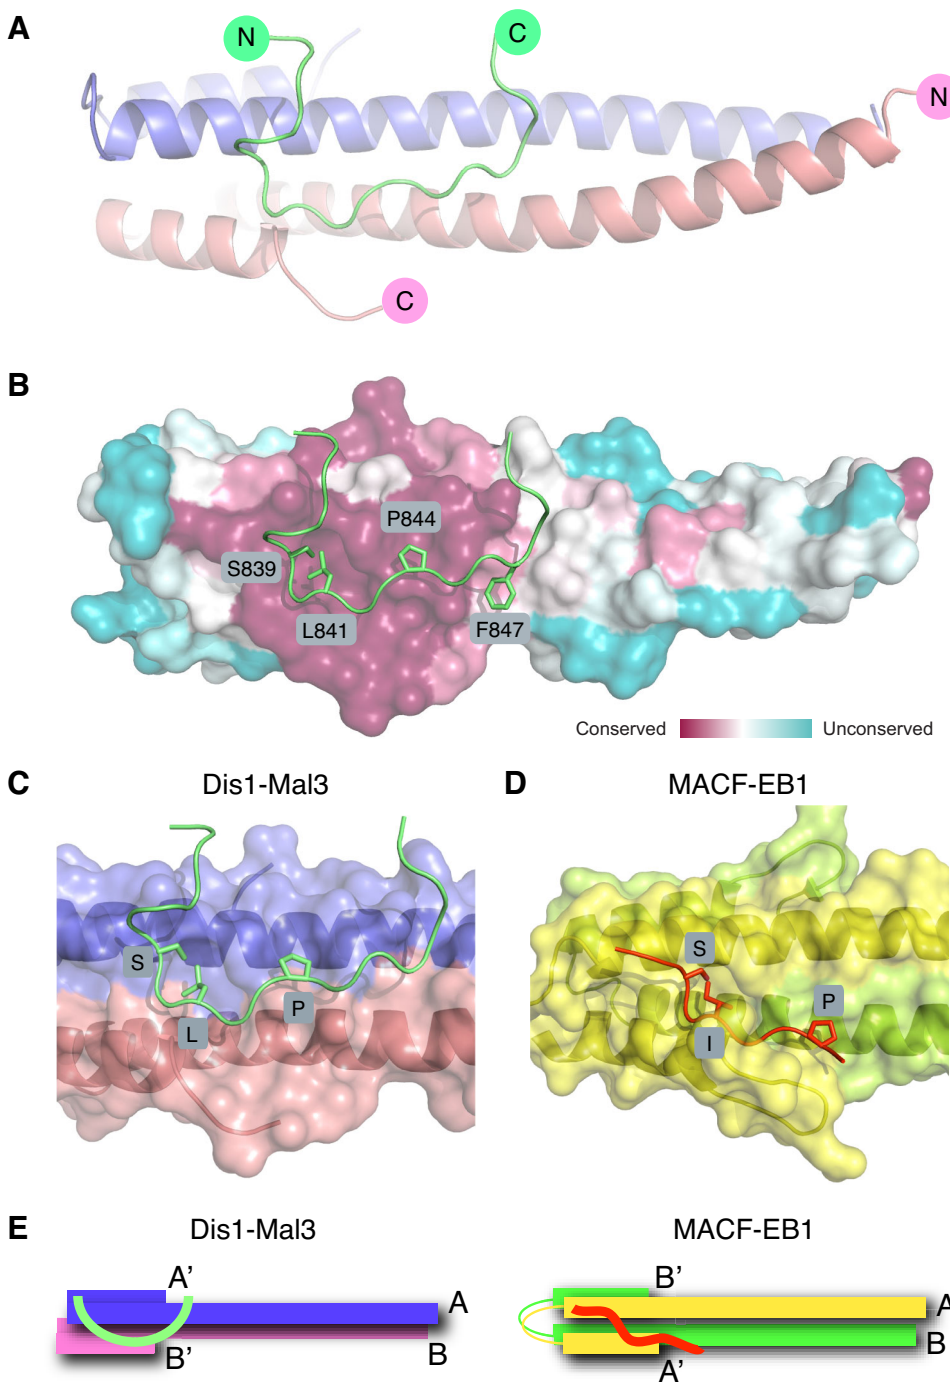 A
N
C
N
C
B
P844
S839
L841
F847
Conserved
Unconserved
C
Dis1-Mal3
D
MACF-EB1
S
L
P
S
I
P
E
Dis1-Mal3
MACF-EB1
A’
A
B
B’
B’
A
B
A’